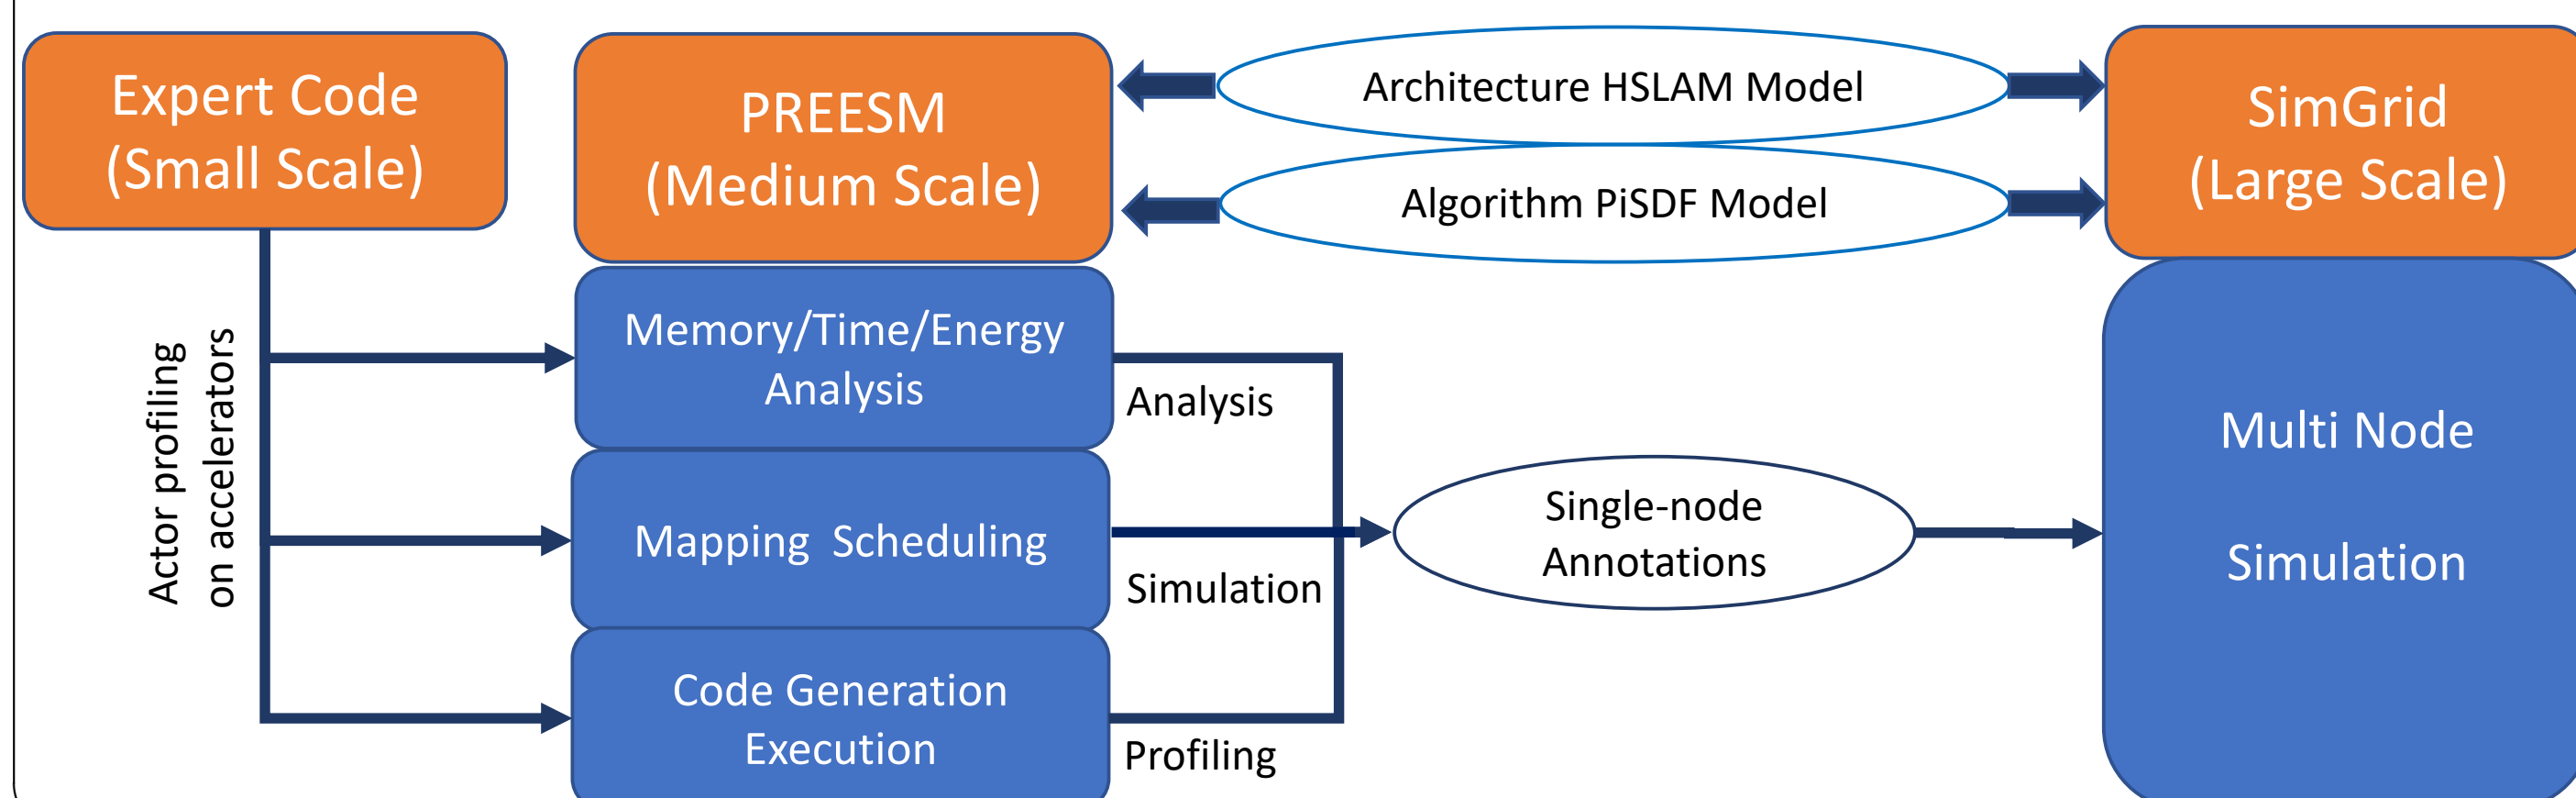 Expert Code
(Small Scale)
PREESM
(Medium Scale)
Architecture HSLAM Model
Algorithm PiSDF Model
SimGrid
(Large Scale)
Actor profiling
on accelerators
Memory/Time/Energy
Analysis
Analysis
Mapping Scheduling
Simulation
Code Generation
Execution
Profiling
Single-node
Annotations
Multi Node
Simulation